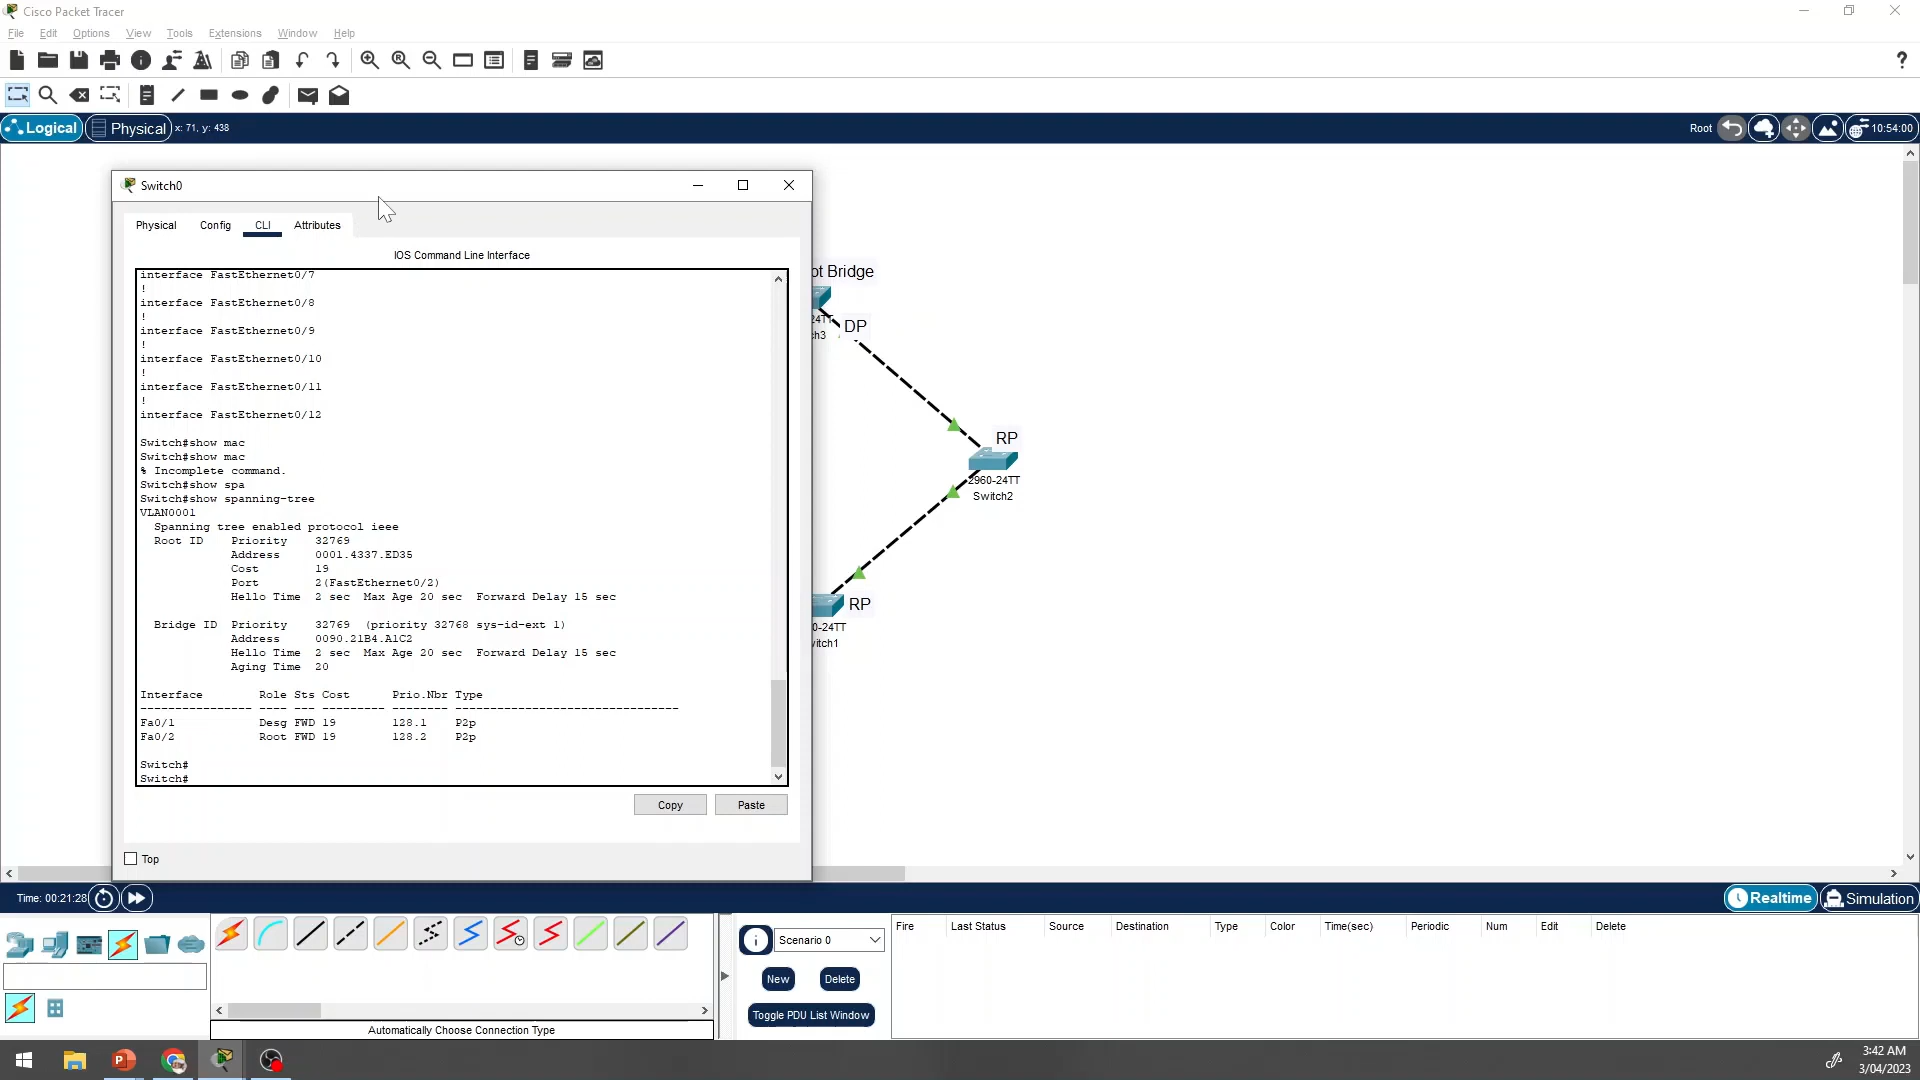 Cisco Packet Tracer
File Edit Options View Tools Extensions Window Help
?
Logical Physical x: 71, y: 438
Root 10:54:00
Switch0
Physical Config CLI Attributes
IOS Command Line Interface
interface FastEthernet0/7
!
interface FastEthernet0/8
!
interface FastEthernet0/9
!
interface FastEthernet0/10
!
interface FastEthernet0/11
!
interface FastEthernet0/12
Switch#show mac
Switch#show mac
% Incomplete command.
Switch#show spa
Switch#show spanning-tree
VLAN0001
Spanning tree enabled protocol ieee
Root ID Priority 32769
Address 0001.4337.ED35
Cost 19
Port 2(FastEthernet0/2)
Hello Time 2 sec Max Age 20 sec Forward Delay 15 sec
Bridge ID Priority 32769 (priority 32768 sys-id-ext 1)
Address 0090.21B4.A1C2
Hello Time 2 sec Max Age 20 sec Forward Delay 15 sec
Aging Time 20
Interface Role Sts Cost Prio.Nbr Type
---------------- ---- --- --------- -------- --------------------------------
Fa0/1 Desg FWD 19 128.1 P2p
Fa0/2 Root FWD 19 128.2 P2p
Switch#
Switch#
Copy Paste
Top
ot Bridge
24TT
ch3
DP
RP
2960-24TT
Switch2
RP
0-24TT
witch1
Time: 00:21:28
Realtime Simulation
Automatically Choose Connection Type
Scenario 0
New Delete
Toggle PDU List Window
Fire Last Status Source Destination Type Color Time(sec) Periodic Num Edit Delete
3:42 AM
3/04/2023